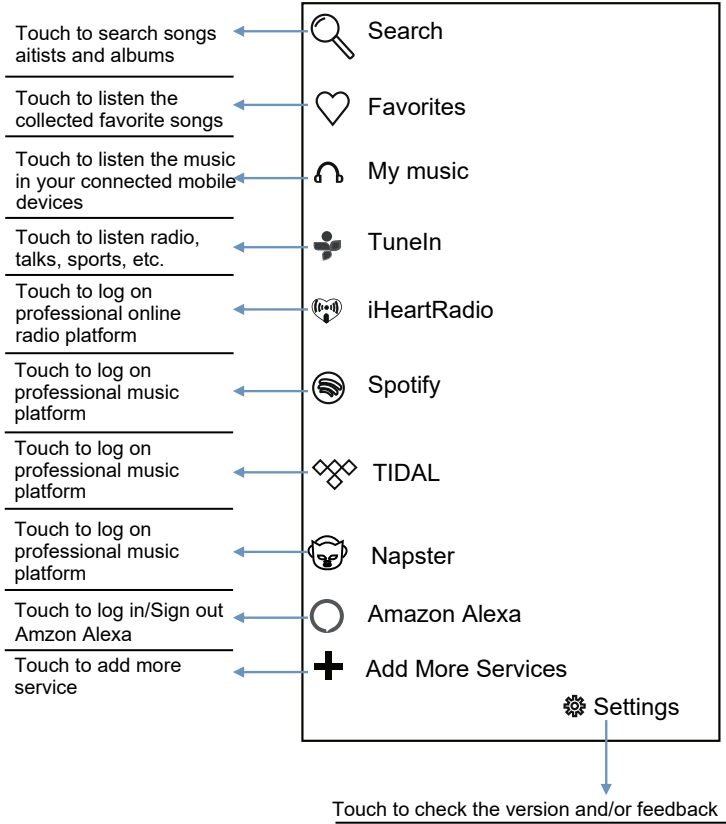 Touch to search songs
aitists and albums
Search
Touch to listen the
collected favorite songs
Favorites
Touch to listen the music
in your connected mobile
devices
My music
Touch to listen radio,
talks, sports, etc.
TuneIn
Touch to log on
professional online
radio platform
iHeartRadio
Touch to log on
professional music
platform
Spotify
Touch to log on
professional music
platform
TIDAL
Touch to log on
professional music
platform
Napster
Touch to log in/Sign out
Amzon Alexa
Amazon Alexa
Touch to add more
service
Add More Services
Settings
Touch to check the version and/or feedback